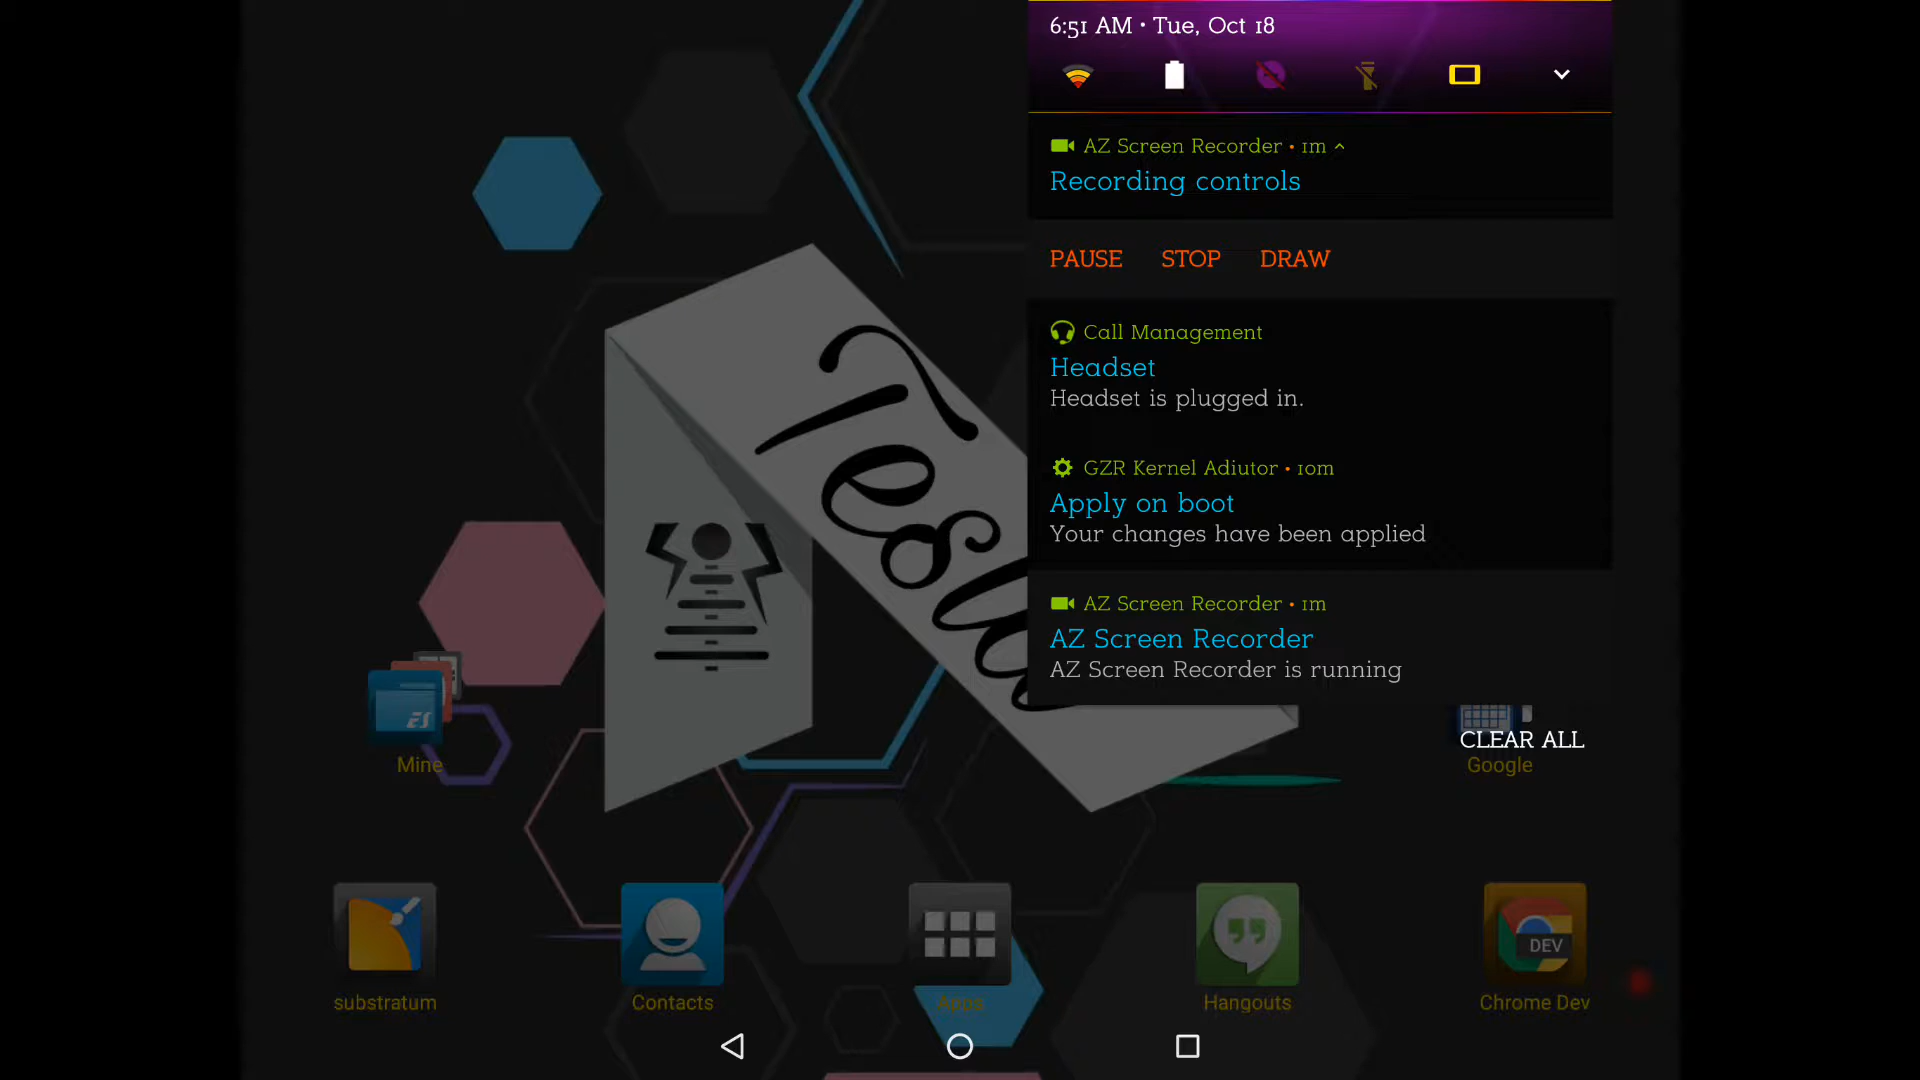 6:51 AM • Tue, Oct 18
AZ Screen Recorder • 1m
Recording controls
PAUSE STOP DRAW
Call Management
Headset
Headset is plugged in.
GZR Kernel Adiutor • 10m
Apply on boot
Your changes have been applied
AZ Screen Recorder • 1m
AZ Screen Recorder
AZ Screen Recorder is running
CLEAR ALL
Tesla
ES
Mine
Google
DEV
substratum
Contacts
Apps
Hangouts
Chrome Dev